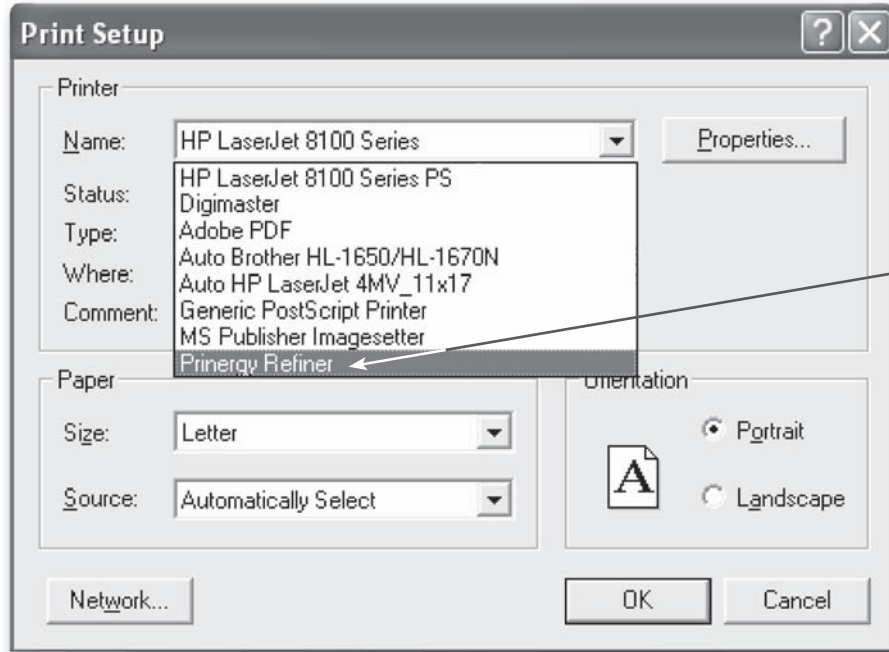 Print Setup
?
Printer
Name: HP LaserJet 8100 Series Properties...
HP LaserJet 8100 Series PS
Status:
Digimaster
Type: Adobe PDF
Auto Brother HL-1650/HL-1670N
Where:
Auto HP LaserJet 4MV_11x17
Comment: Generic PostScript Printer
MS Publisher Imagesetter
Prinergy Refiner
Paper Orientation
Size: Letter
Portrait
A
Source: Automatically Select
Landscape
Network... OK Cancel